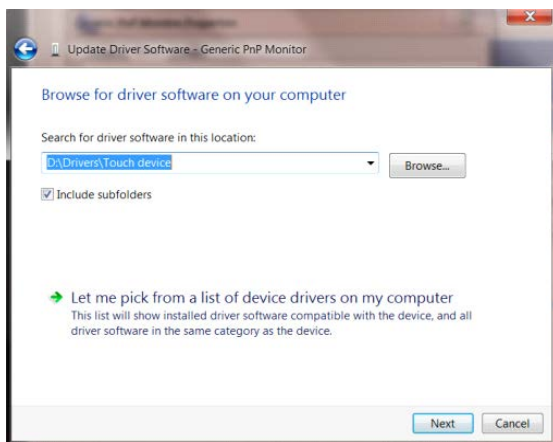 Update Driver Software - Generic PnP Monitor
Browse for driver software on your computer
Search for driver software in this location:
D:\Drivers\Touch device
Browse...
Include subfolders
Let me pick from a list of device drivers on my computer
This list will show installed driver software compatible with the device, and all
driver software in the same category as the device.
Next
Cancel